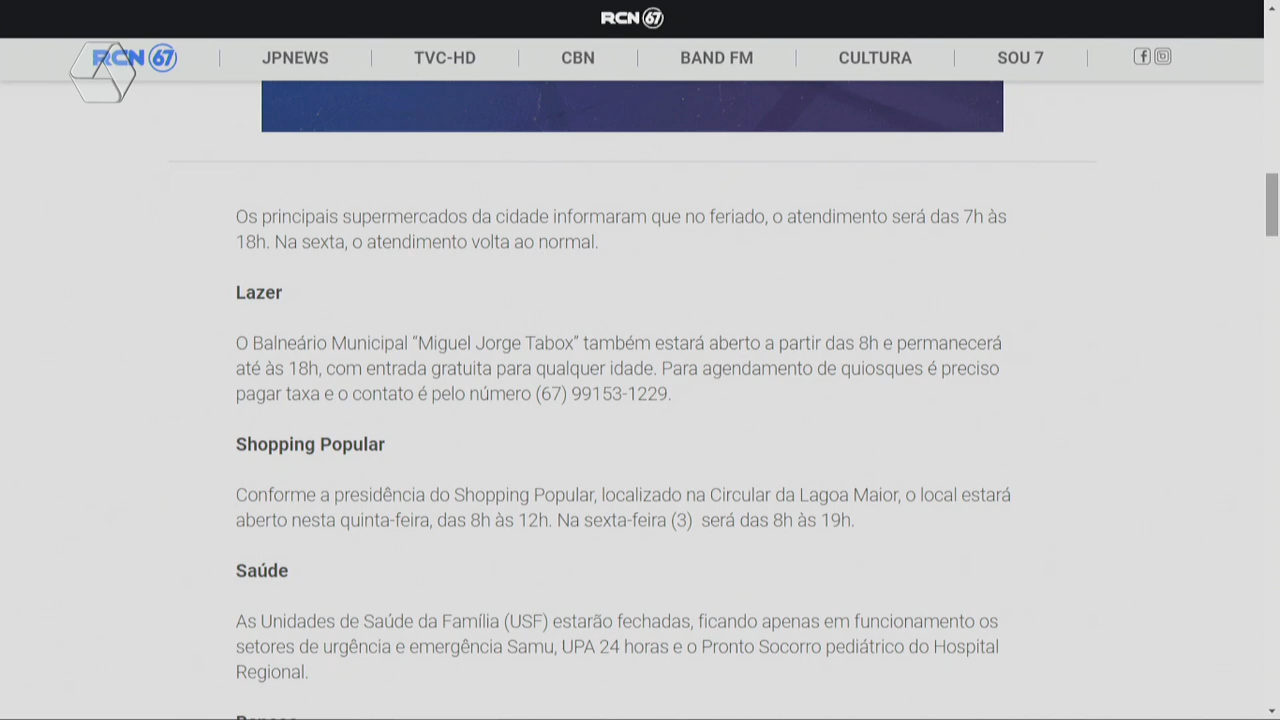 RCN 67
RCN 67 JPNEWS TVC-HD CBN BAND FM CULTURA SOU 7
Os principais supermercados da cidade informaram que no feriado, o atendimento será das 7h às
18h. Na sexta, o atendimento volta ao normal.
Lazer
O Balneário Municipal “Miguel Jorge Tabox” também estará aberto a partir das 8h e permanecerá
até às 18h, com entrada gratuita para qualquer idade. Para agendamento de quiosques é preciso
pagar taxa e o contato é pelo número (67) 99153-1229.
Shopping Popular
Conforme a presidência do Shopping Popular, localizado na Circular da Lagoa Maior, o local estará
aberto nesta quinta-feira, das 8h às 12h. Na sexta-feira (3) será das 8h às 19h.
Saúde
As Unidades de Saúde da Família (USF) estarão fechadas, ficando apenas em funcionamento os
setores de urgência e emergência Samu, UPA 24 horas e o Pronto Socorro pediátrico do Hospital
Regional.